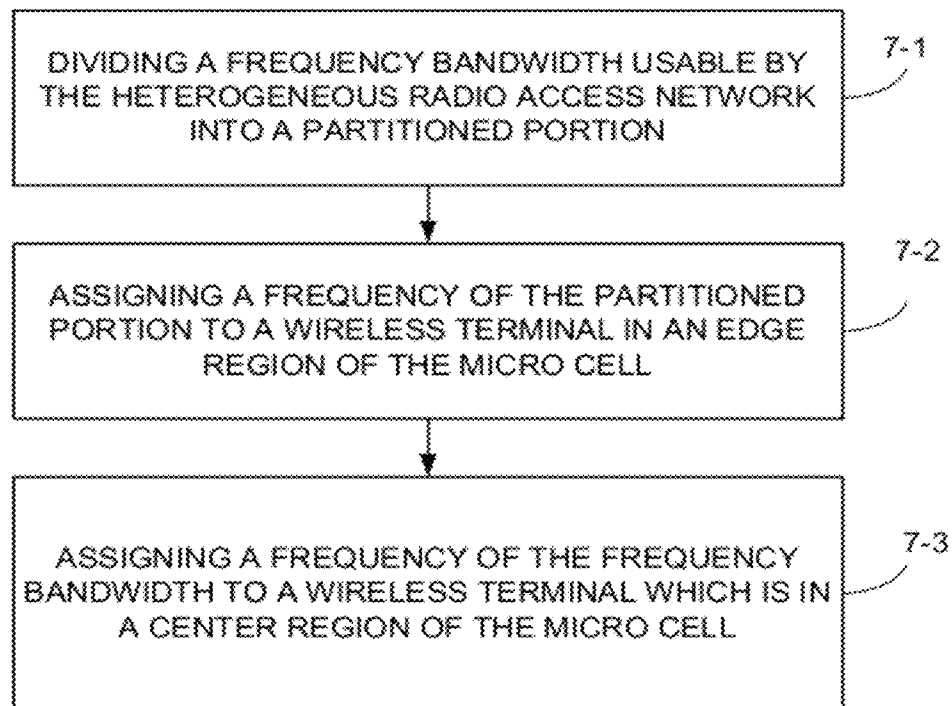 DIVIDING A FREQUENCY BANDWIDTH USABLE BY
THE HETEROGENEOUS RADIO ACCESS NETWORK
INTO A PARTITIONED PORTION
7-1
ASSIGNING A FREQUENCY OF THE PARTITIONED
PORTION TO A WIRELESS TERMINAL IN AN EDGE
REGION OF THE MICRO CELL
7-2
ASSIGNING A FREQUENCY OF THE FREQUENCY
BANDWIDTH TO A WIRELESS TERMINAL WHICH IS IN
A CENTER REGION OF THE MICRO CELL
7-3